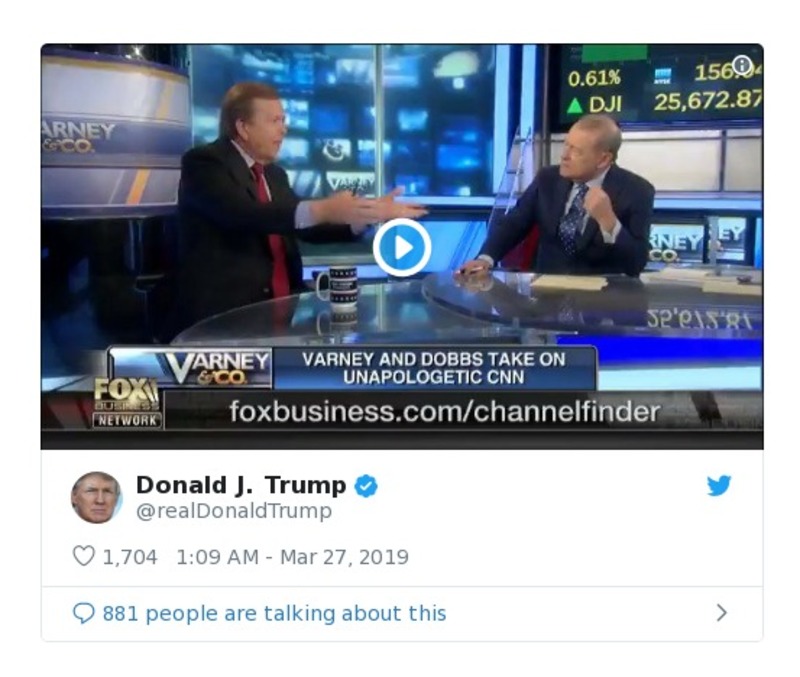 0.61%
▲ DJI 25,672.87
ARNEY
&CO.
VARNEY
VARNEY
&CO.
VARNEY AND DOBBS TAKE ON
UNAPOLOGETIC CNN
FOX
BUSINESS
NETWORK
foxbusiness.com/channelfinder
Donald J. Trump
@realDonaldTrump
1,704 1:09 AM - Mar 27, 2019
881 people are talking about this